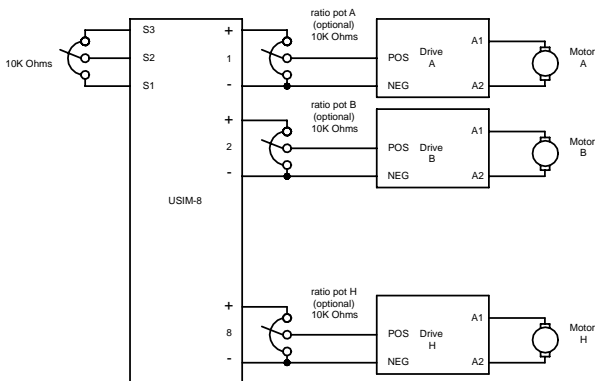 S3
S2
S1
10K Ohms
USIM-8
+
1
-
ratio pot A
(optional)
10K Ohms
POS
NEG
Drive
A
A1
A2
Motor
A
+
2
-
ratio pot B
(optional)
10K Ohms
POS
NEG
Drive
B
A1
A2
Motor
B
+
8
-
ratio pot H
(optional)
10K Ohms
POS
NEG
Drive
H
A1
A2
Motor
H